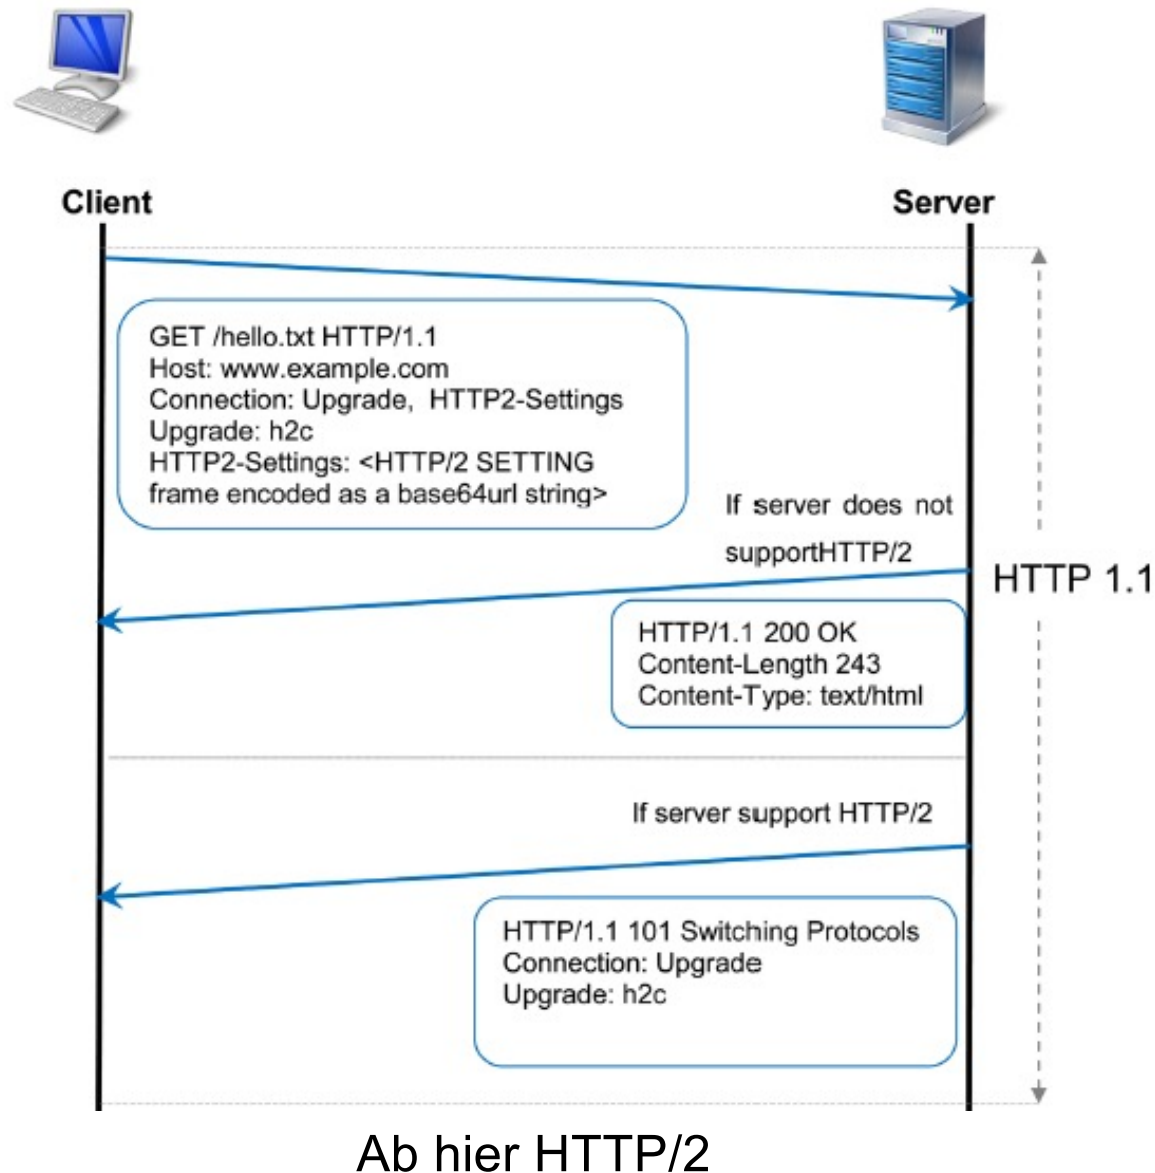 Client
Server
GET /hello.txt HTTP/1.1
Host: www.example.com
Connection: Upgrade, HTTP2-Settings
Upgrade: h2c
HTTP2-Settings: <HTTP/2 SETTING
frame encoded as a base64url string>
If server does not
supportHTTP/2
HTTP 1.1
HTTP/1.1 200 OK
Content-Length 243
Content-Type: text/html
If server support HTTP/2
HTTP/1.1 101 Switching Protocols
Connection: Upgrade
Upgrade: h2c
Ab hier HTTP/2